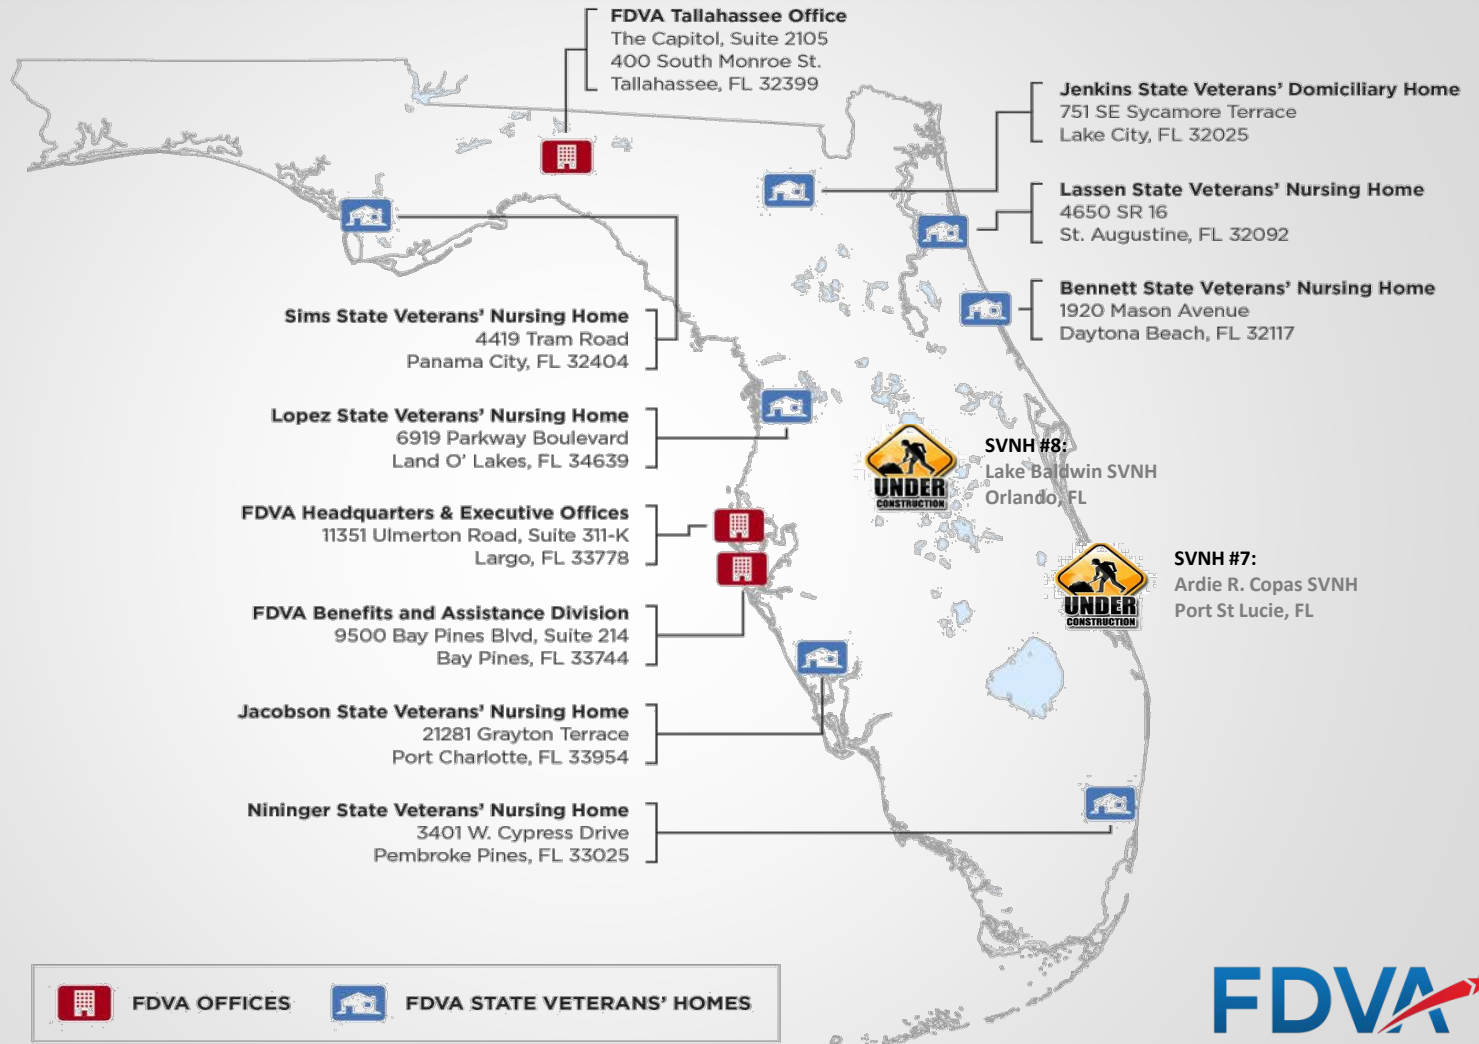 FDVA Tallahassee Office
The Capitol, Suite 2105
400 South Monroe St.
Tallahassee, FL 32399
Jenkins State Veterans' Domiciliary Home
751 SE Sycamore Terrace
Lake City, FL 32025
Lassen State Veterans' Nursing Home
4650 SR 16
St. Augustine, FL 32092
Bennett State Veterans' Nursing Home
1920 Mason Avenue
Daytona Beach, FL 32117
Sims State Veterans' Nursing Home
4419 Tram Road
Panama City, FL 32404
Lopez State Veterans' Nursing Home
6919 Parkway Boulevard
Land O' Lakes, FL 34639
UNDER
CONSTRUCTION
SVNH #8:
Lake Baldwin SVNH
Orlando, FL
FDVA Headquarters & Executive Offices
11351 Ulmerton Road, Suite 311-K
Largo, FL 33778
UNDER
CONSTRUCTION
SVNH #7:
Ardie R. Copas SVNH
Port St Lucie, FL
FDVA Benefits and Assistance Division
9500 Bay Pines Blvd, Suite 214
Bay Pines, FL 33744
Jacobson State Veterans' Nursing Home
21281 Grayton Terrace
Port Charlotte, FL 33954
Nininger State Veterans' Nursing Home
3401 W. Cypress Drive
Pembroke Pines, FL 33025
FDVA OFFICES
FDVA STATE VETERANS' HOMES
FDVA